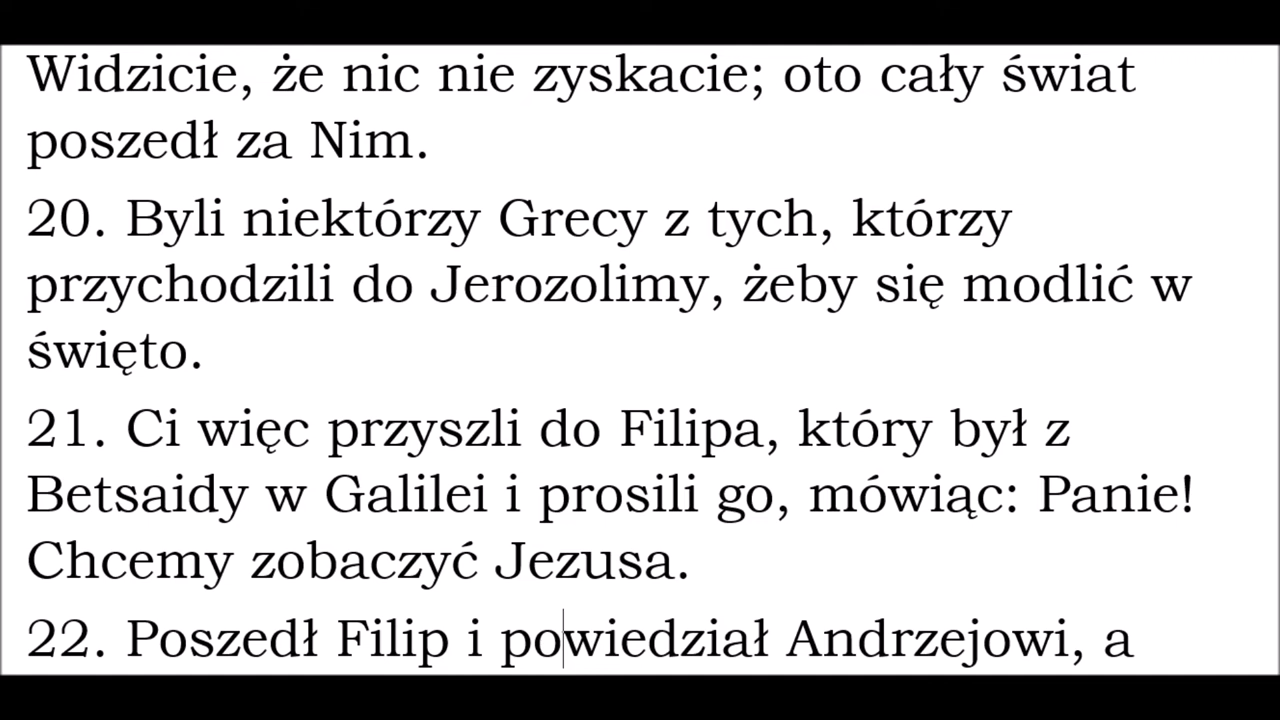 Widzicie, że nic nie zyskacie; oto cały świat
poszedł za Nim.
20. Byli niektórzy Grecy z tych, którzy
przychodzili do Jerozolimy, żeby się modlić w
święto.
21. Ci więc przyszli do Filipa, który był z
Betsaidy w Galilei i prosili go, mówiąc: Panie!
Chcemy zobaczyć Jezusa.
22. Poszedł Filip i powiedział Andrzejowi, a